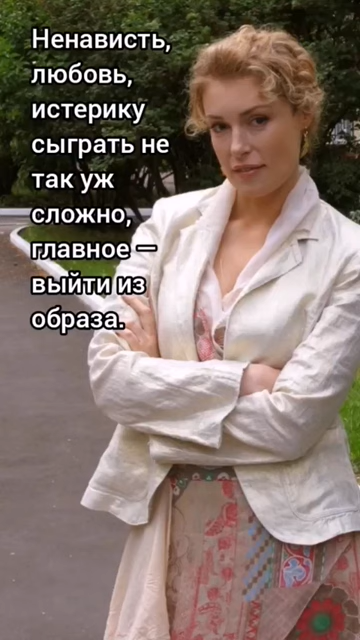 Ненависть,
любовь,
истерику
сыграть не
так уж
сложно,
главное —
выйти из
образа.